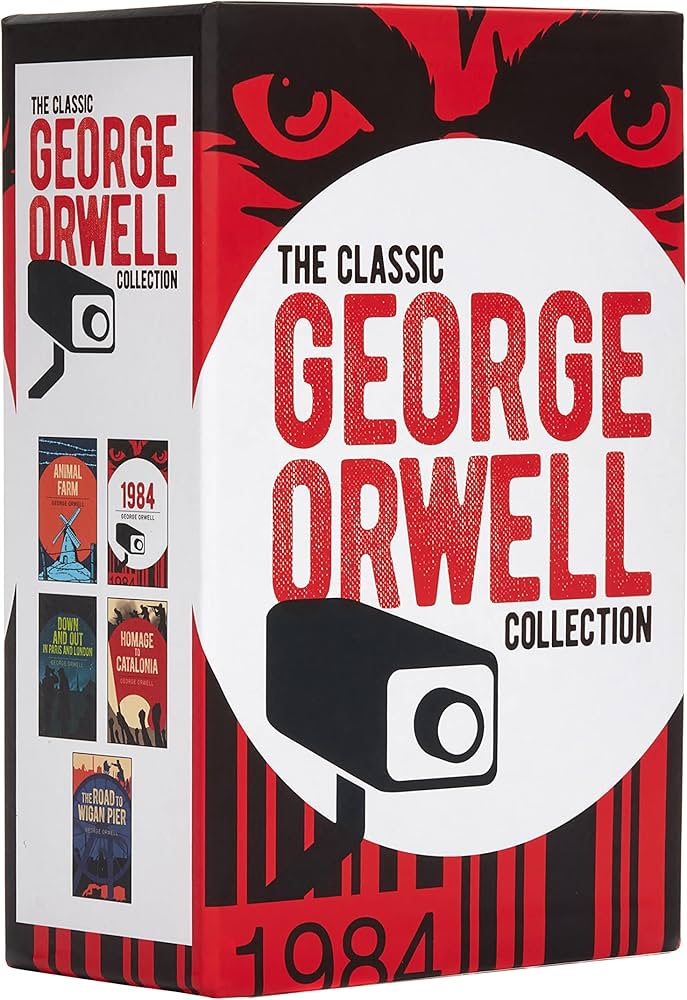 THE CLASSIC
GEORGE
ORWELL
COLLECTION
ANIMAL
FARM
GEORGE ORWELL
1984
GEORGE ORWELL
1984
DOWN
AND OUT
IN PARIS AND LONDON
GEORGE ORWELL
HOMAGE
TO
CATALONIA
GEORGE ORWELL
THE ROAD TO
WIGAN PIER
GEORGE ORWELL
THE CLASSIC
GEORGE
ORWELL
COLLECTION
1984